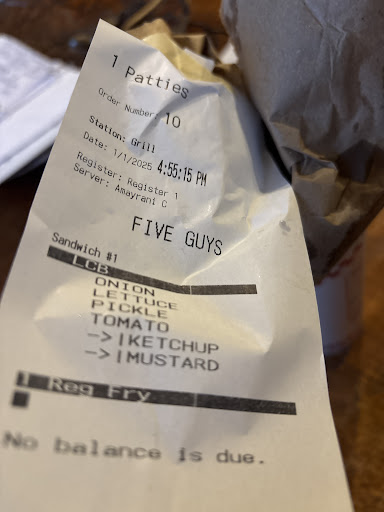 1 Patties
Order Number: 10
Station: Grill
Date: 1/1/2025 4:55:15 PM
Register: Register 1
Server: Amayrani C
FIVE GUYS
Sandwich #1
LCB
ONION
LETTUCE
PICKLE
TOMATO
-->|KETCHUP
-->|MUSTARD
1 Reg Fry
No balance is due.